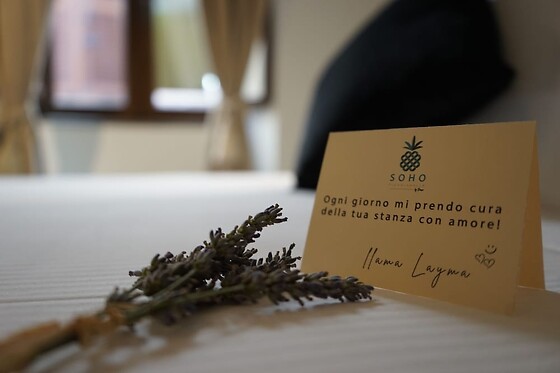 SOHO
Ogni giorno mi prendo cura
della tua stanza con amore!
Ilama Layma